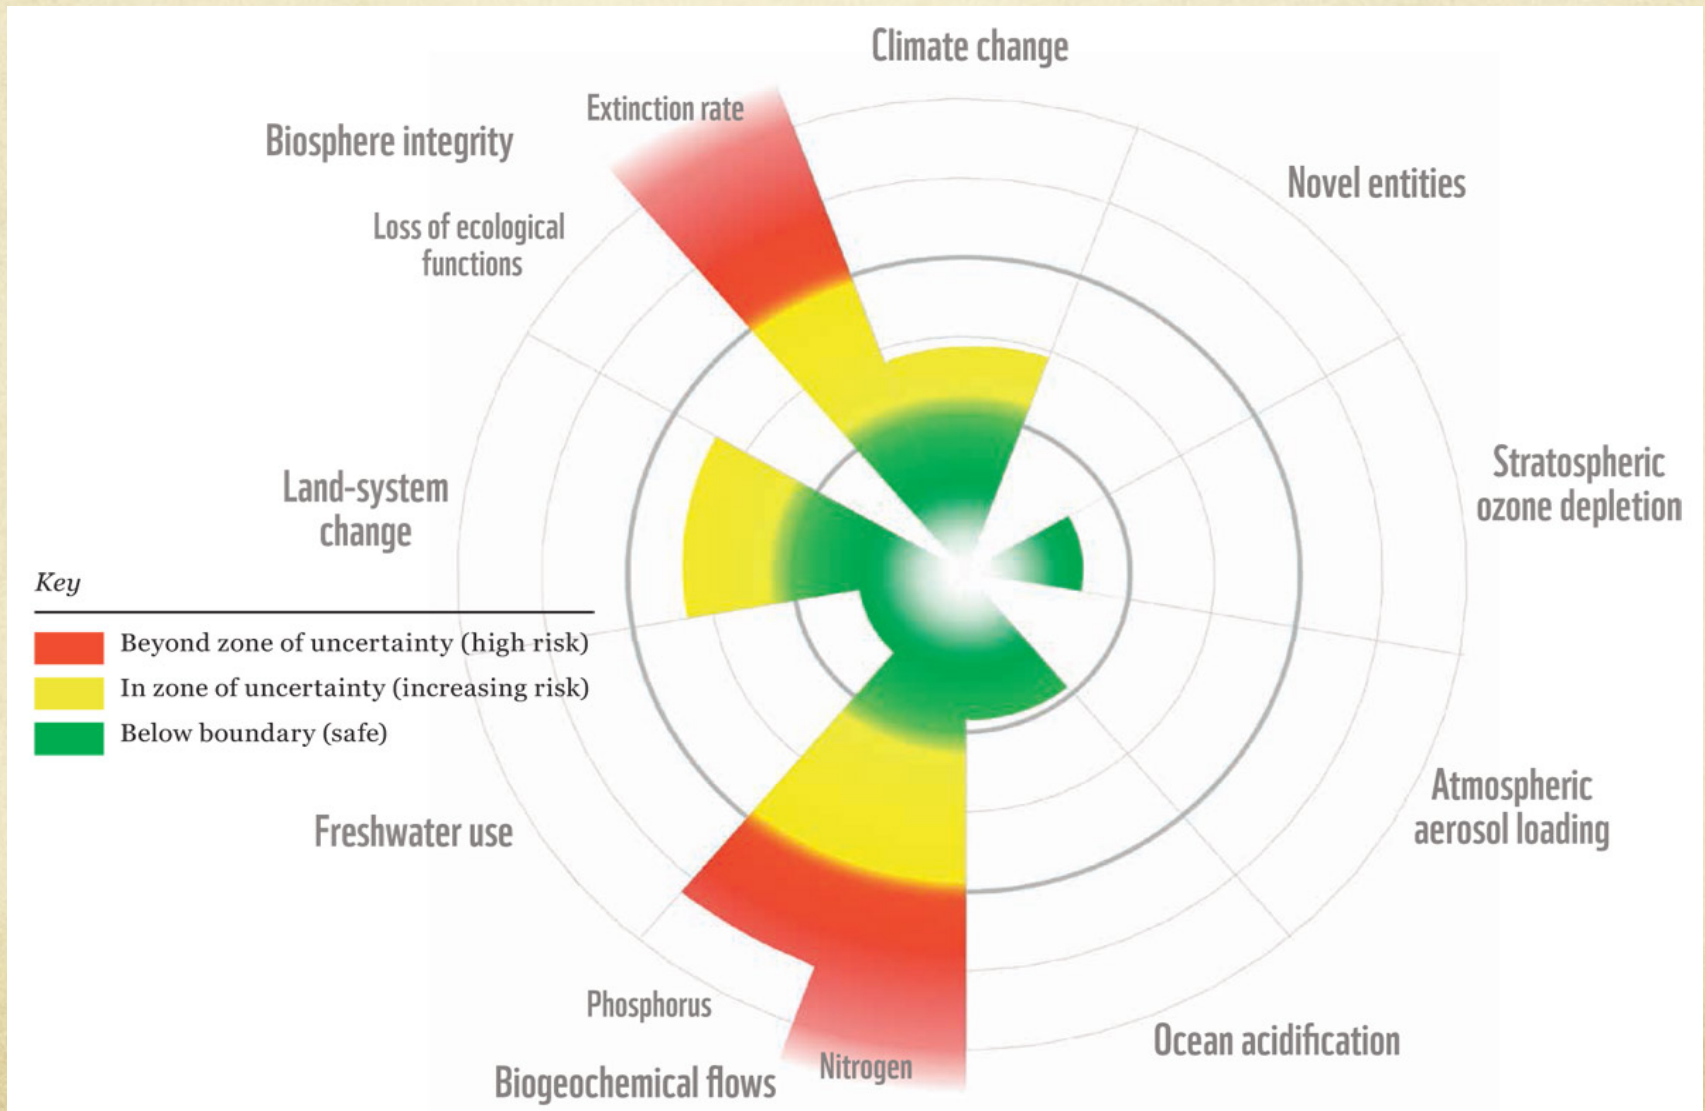 Climate change
Extinction rate
Biosphere integrity
Novel entities
Loss of ecological
functions
Stratospheric
ozone depletion
Land-system
change
Key
Beyond zone of uncertainty (high risk)
In zone of uncertainty (increasing risk)
Below boundary (safe)
Atmospheric
aerosol loading
Freshwater use
Phosphorus
Ocean acidification
Nitrogen
Biogeochemical flows